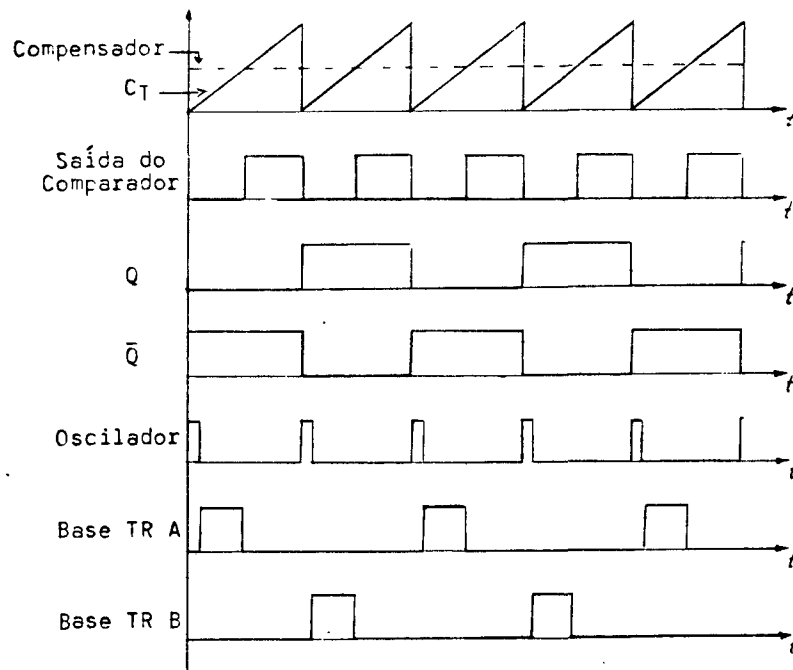 Compensador
C_T
t
Saída do
Comparador
t
Q
t
Q̄
t
Oscilador
t
Base TR A
t
Base TR B
t